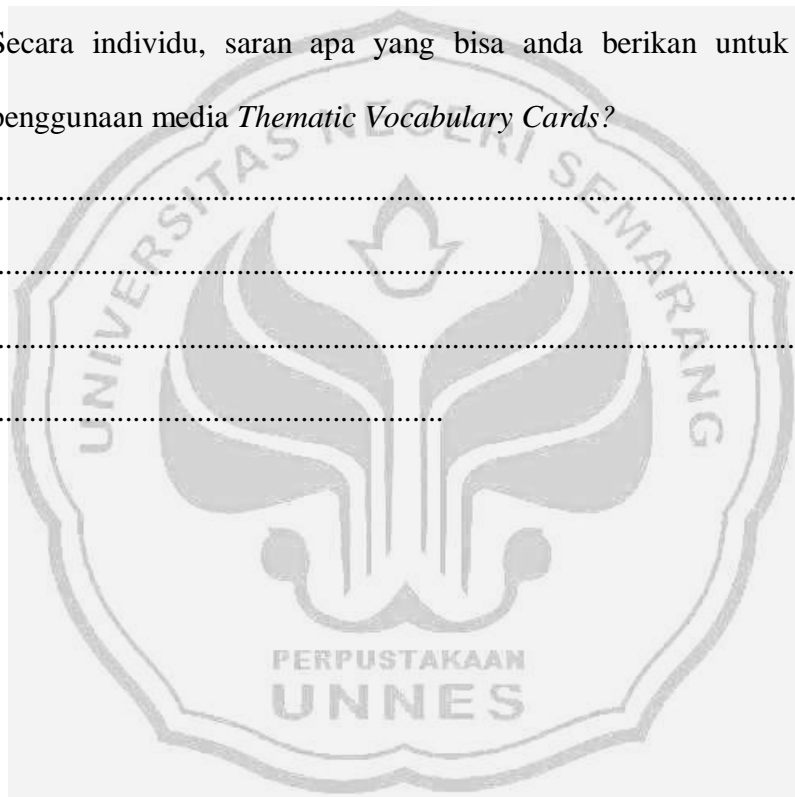 Secara individu, saran apa yang bisa anda berikan untuk
penggunaan media Thematic Vocabulary Cards?
................................................................................
................................................................................
................................................................................
............................................
UNIVERSITAS NEGERI SEMARANG
PERPUSTAKAAN
UNNES